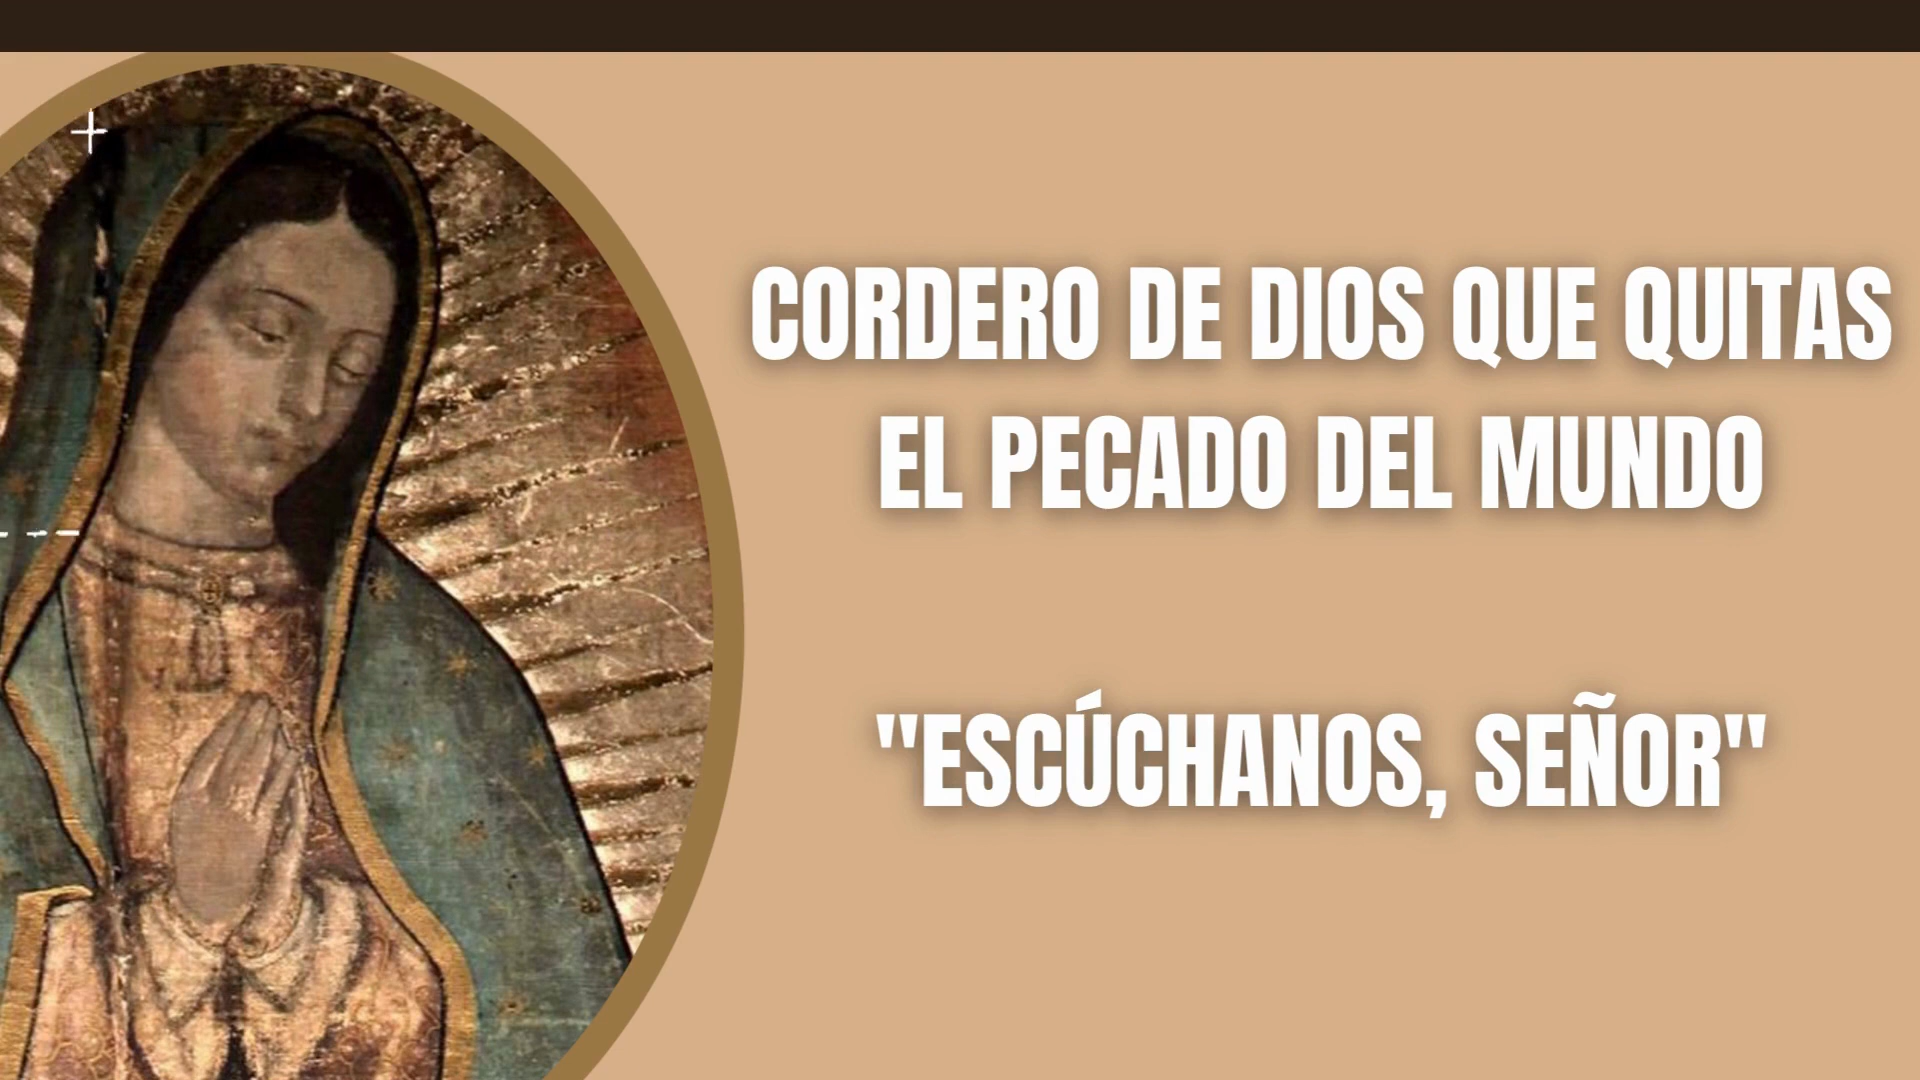 CORDERO DE DIOS QUE QUITAS
EL PECADO DEL MUNDO
"ESCÚCHANOS, SEÑOR"